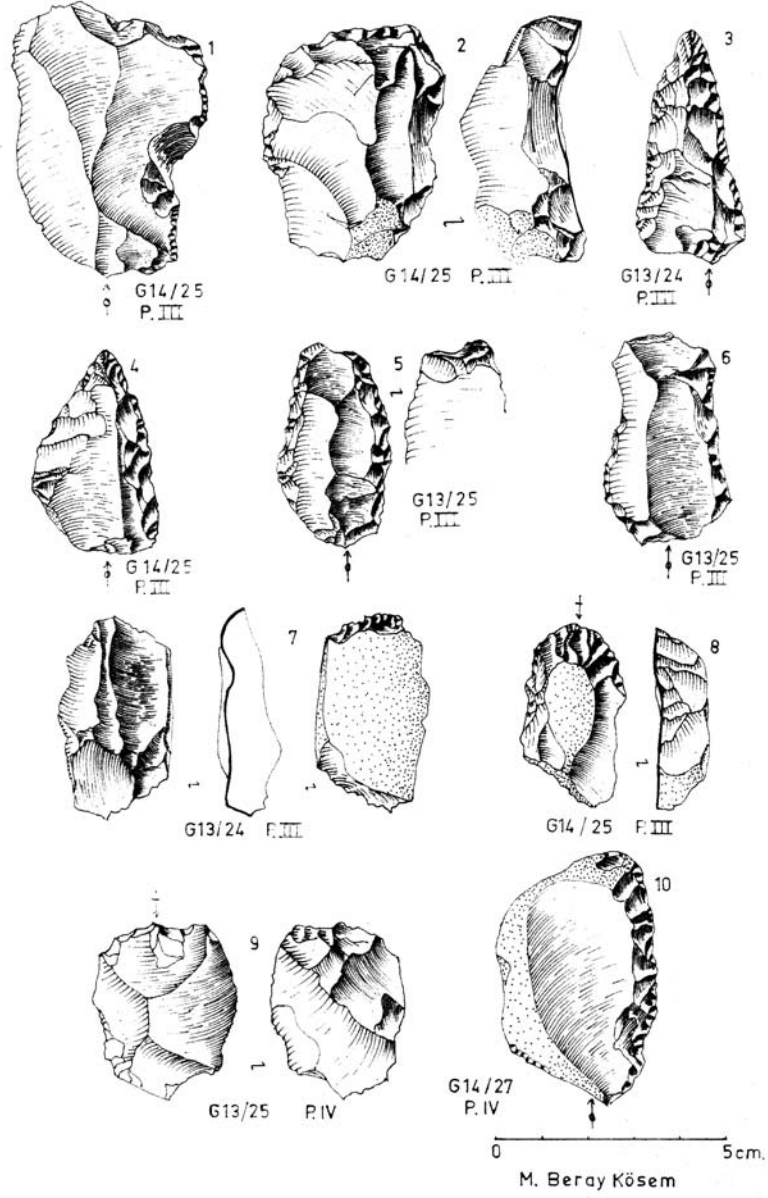 1
G14/25
P. III
2
G14/25 P. III
3
G13/24
P. III
4
G14/25
P. III
5
G13/25
P. III
6
G13/25
P. III
7
G13/24 P. III
8
G14/25 P. III
9
G13/25 P. IV
10
G14/27
P. IV
0 5cm.
M. Beray Kösem